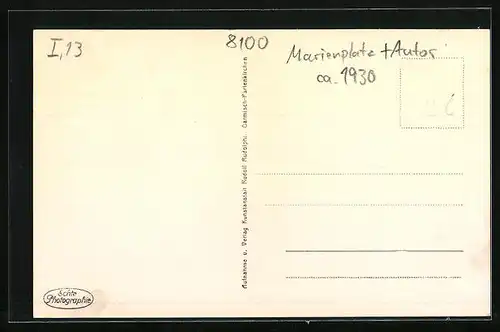 I,13
8100
Marienplatz + Autos
ca. 1930
Aufnahme u. Verlag Kunstanstalt Rudolf Rudolphi, Garmisch-Partenkirchen
Echte
Photographie